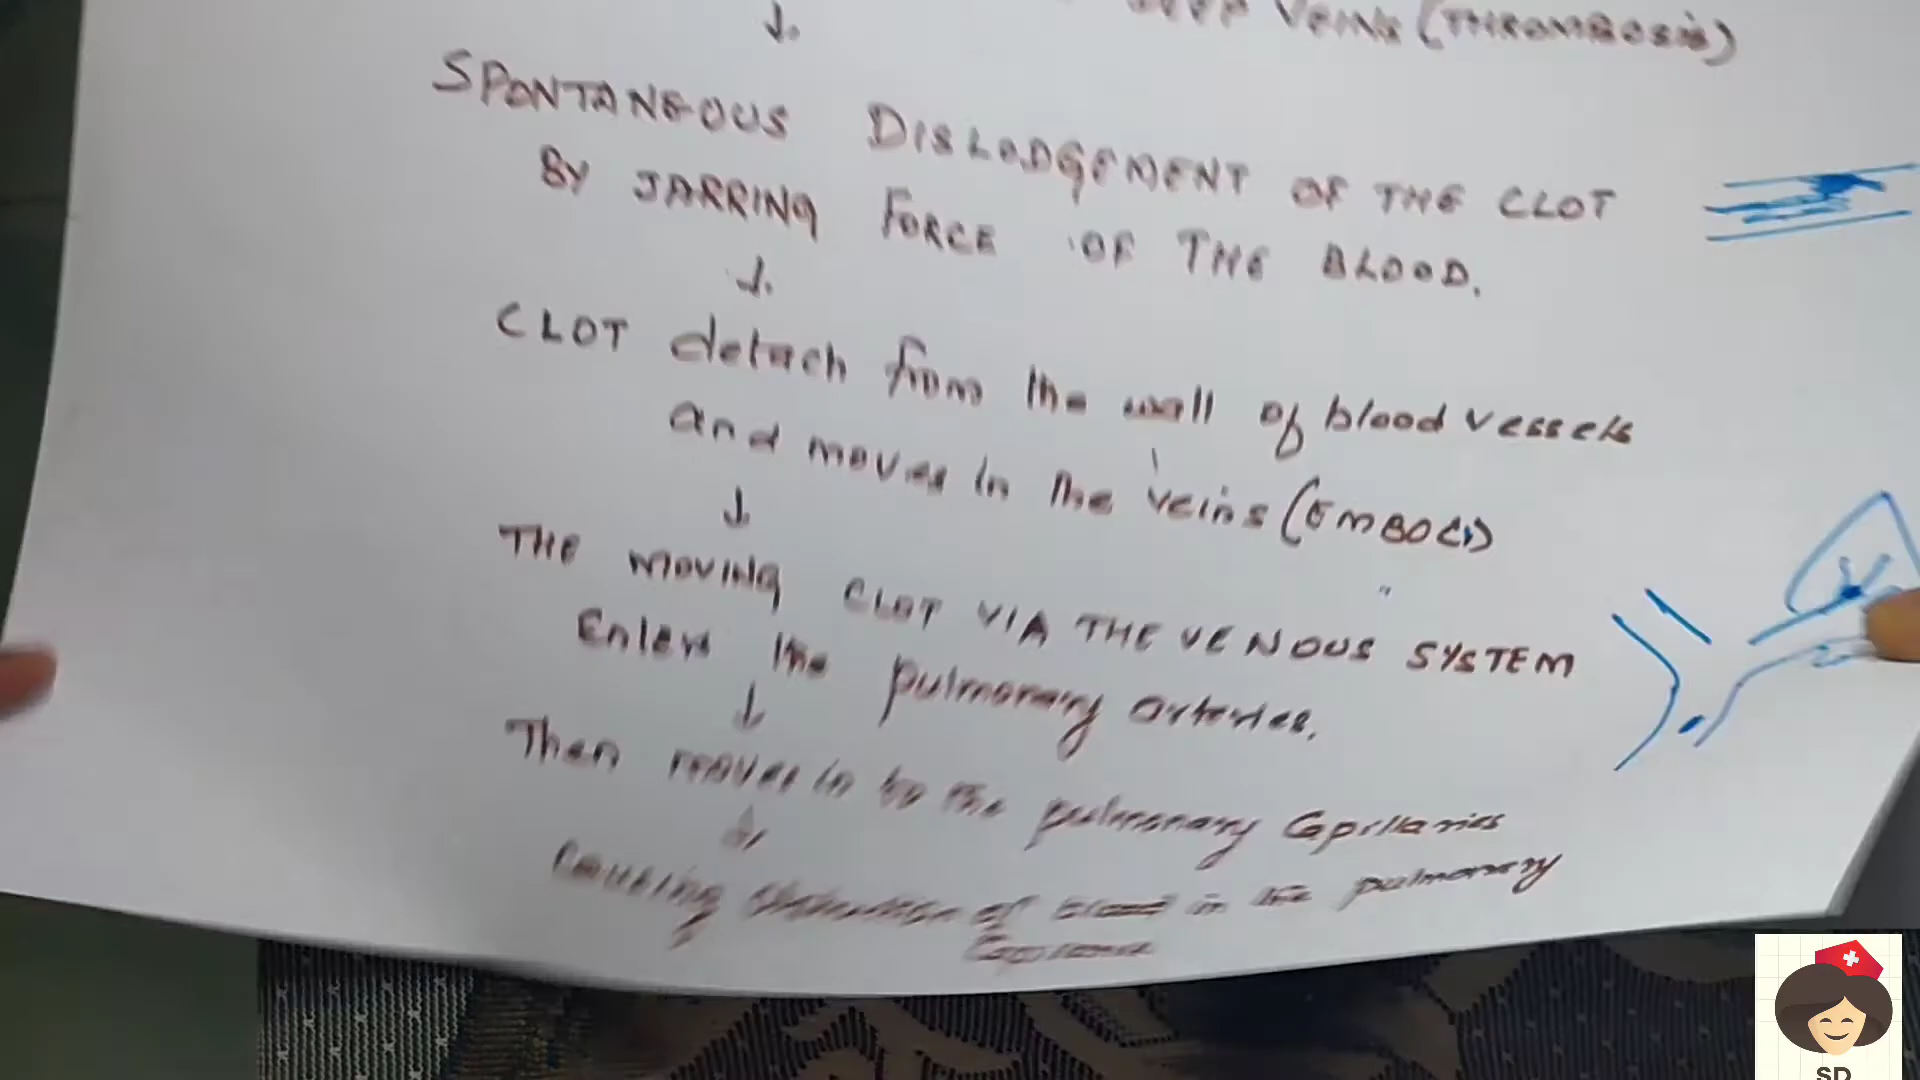 VEINS (THROMBOSIS)
↓
SPONTANEOUS DISLODGEMENT OF THE CLOT
BY JARRING FORCE OF THE BLOOD.
↓
CLOT detach from the wall of blood vessels
and moves in the veins (EMBOLI)
↓
THE MOVING CLOT VIA THE VENOUS SYSTEM
Enters the pulmonary arteries.
↓
Then moves in to the pulmonary Capillaries
↓
Causing of blood in the pulmonary
SD